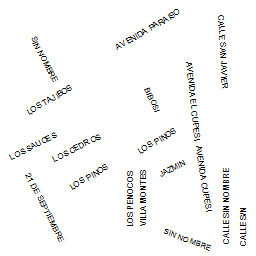 AVENIDA PARAISO
CALLE SAN JAVIER
SIN NOMBRE
LOS TAJIBOS
BIBOSI
AVENIDA EL CUPESI
LOS SAUCES
LOS CEDROS
LOS PINOS
AVENIDA CUPESI
LOS PINOS
JAZMIN
21 DE SEPTIEMBRE
LOS PENOCOS
VILLA MONTES
SIN NOMBRE
CALLE SIN NOMBRE
CALLE S/N